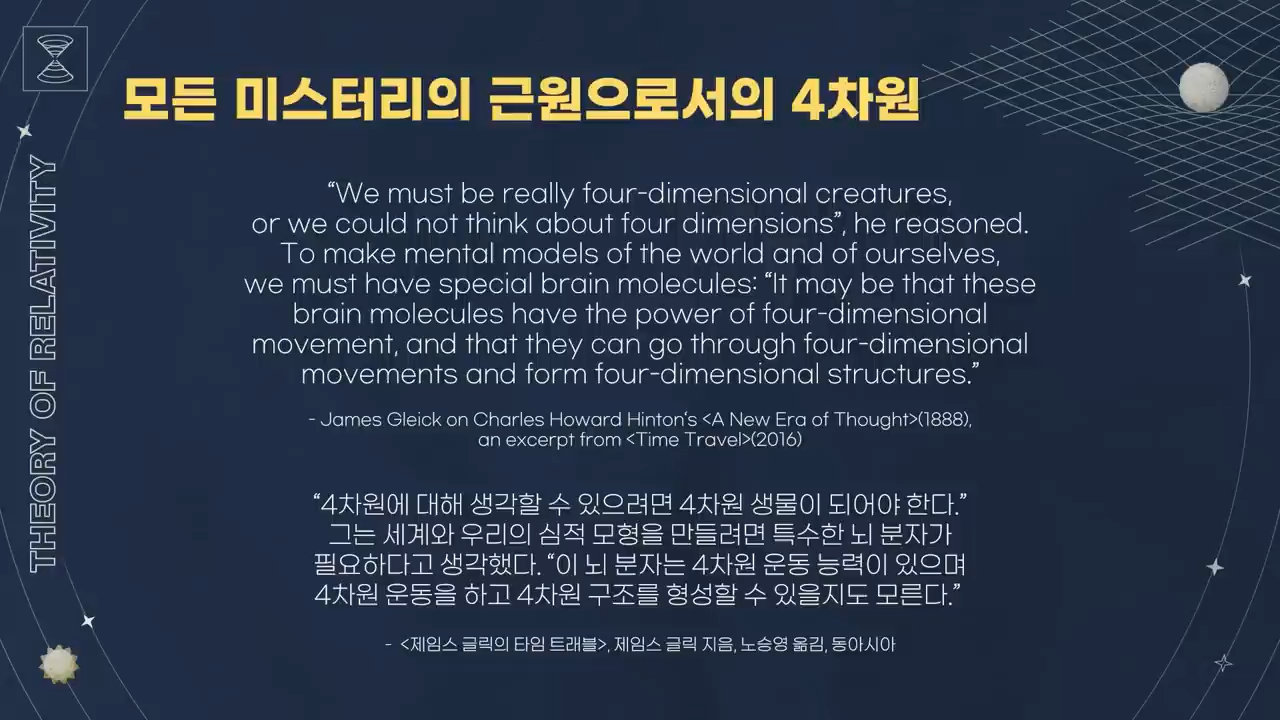 모든 미스터리의 근원으로서의 4차원
THEORY OF RELATIVITY
“We must be really four-dimensional creatures,
or we could not think about four dimensions”, he reasoned.
To make mental models of the world and of ourselves,
we must have special brain molecules: “It may be that these
brain molecules have the power of four-dimensional
movement, and that they can go through four-dimensional
movements and form four-dimensional structures.”
- James Gleick on Charles Howard Hinton‘s <A New Era of Thought>(1888),
an excerpt from <Time Travel>(2016)
“4차원에 대해 생각할 수 있으려면 4차원 생물이 되어야 한다.”
그는 세계와 우리의 심적 모형을 만들려면 특수한 뇌 분자가
필요하다고 생각했다. “이 뇌 분자는 4차원 운동 능력이 있으며
4차원 운동을 하고 4차원 구조를 형성할 수 있을지도 모른다.”
- <제임스 글릭의 타임 트래블>, 제임스 글릭 지음, 노승영 옮김, 동아시아